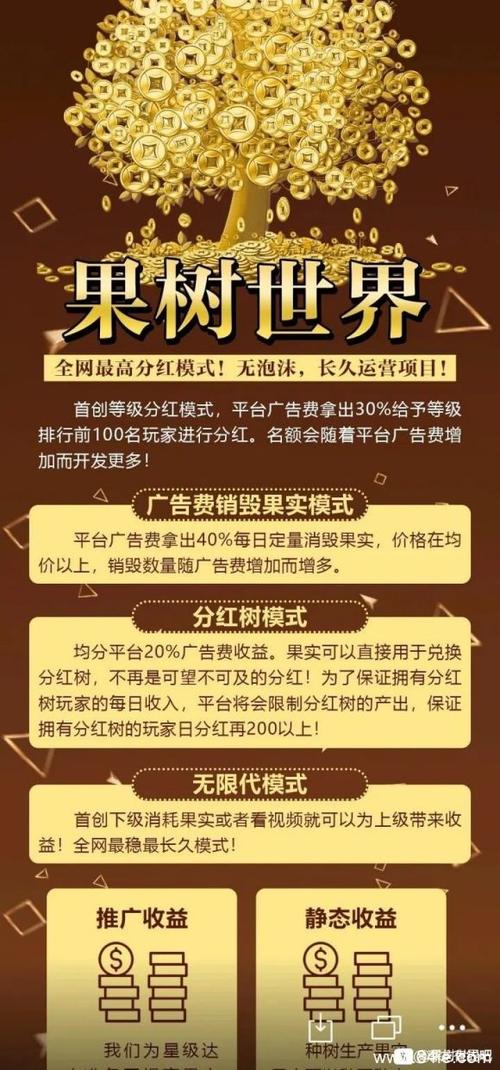 果树世界
全网最高分红模式！无泡沫，长久运营项目！
首创等级分红模式，平台广告费拿出30%给予等级
排行前100名玩家进行分红。名额会随着平台广告费增
加而开发更多！
广告费销毁果实模式
平台广告费拿出40%每日定量消毁果实，价格在均
价以上，销毁数量随广告费增加而增多。
分红树模式
均分平台20%广告费收益。果实可以直接用于兑换
分红树，不再是可望不可及的分红！为了保证拥有分红
树玩家的每日收入，平台将会限制分红树的产出，保证
拥有分红树的玩家日分红再200以上！
无限代模式
首创下级消耗果实或者看视频就可以为上级带来收
益！全网最稳最长久模式！
推广收益
静态收益
我们为星级达
种树生产果实